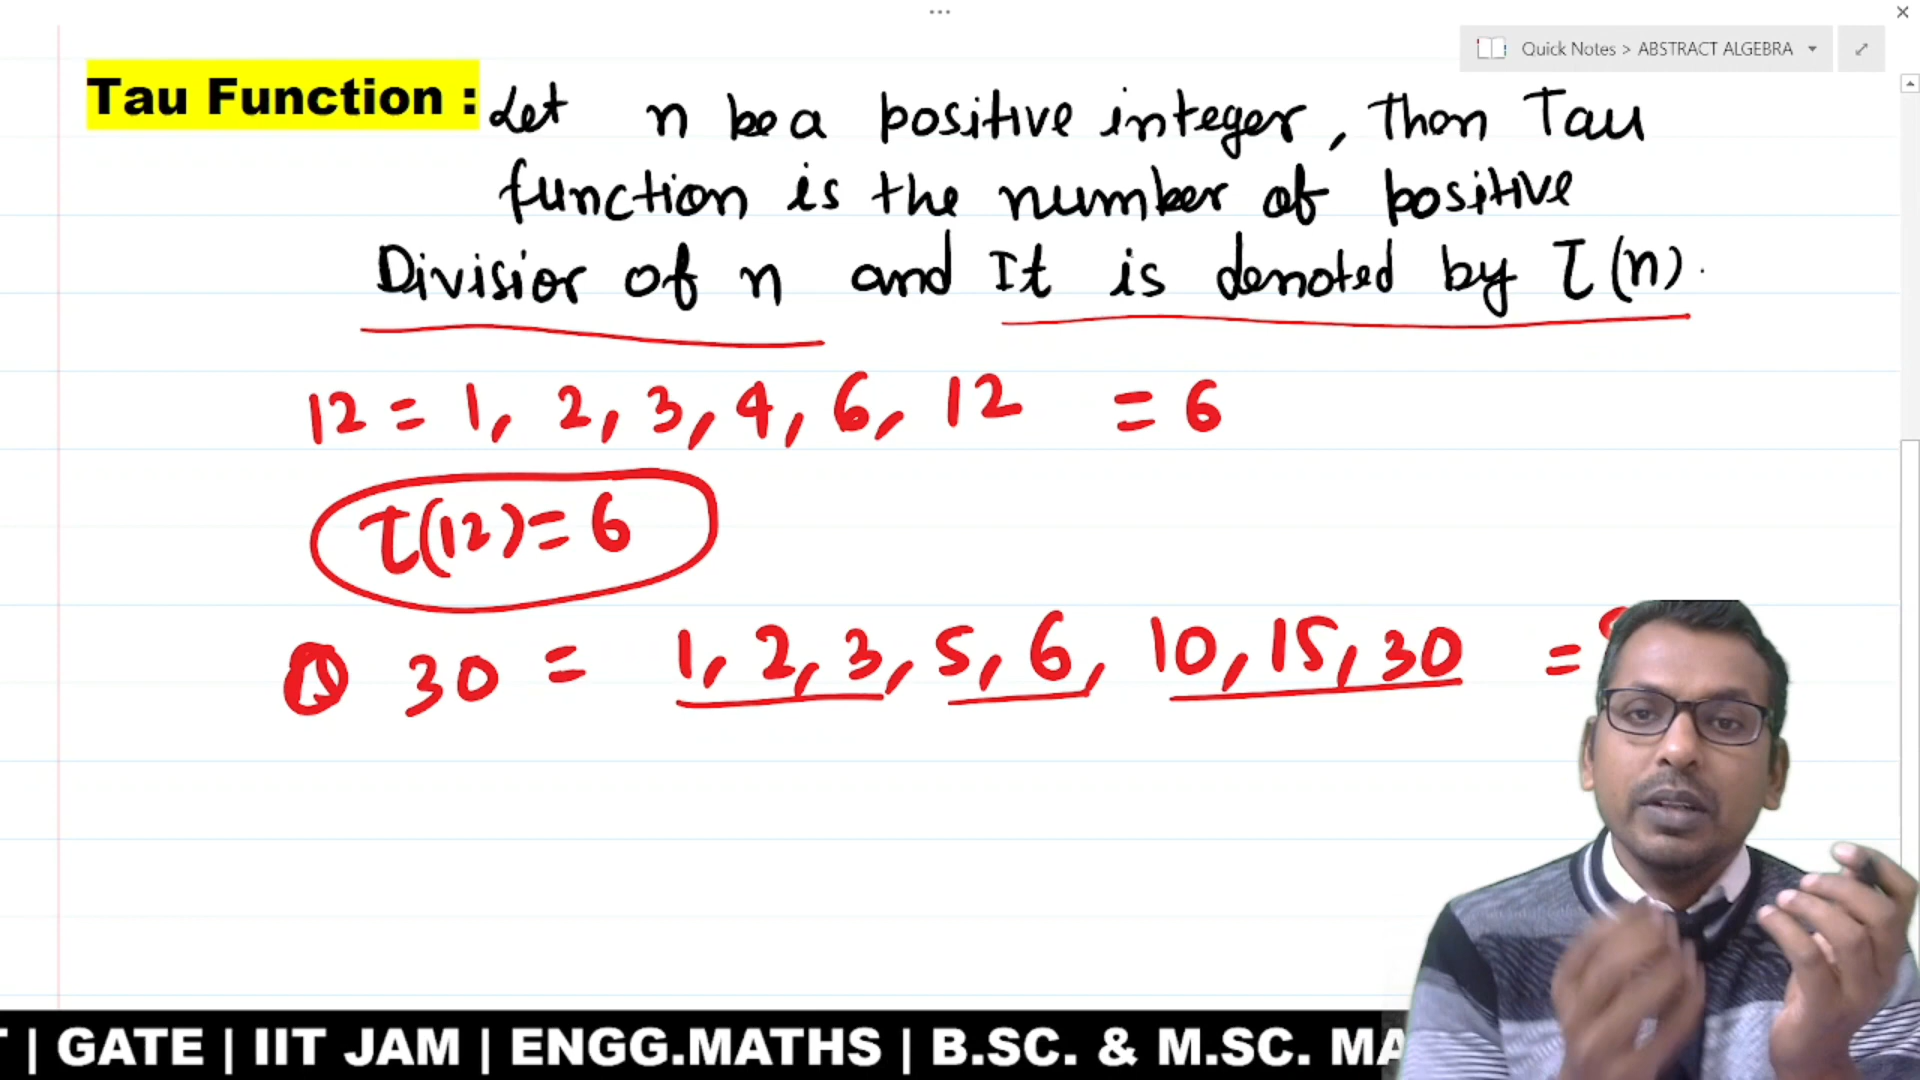 Quick Notes > ABSTRACT ALGEBRA
Tau Function : Let n be a positive integer, Then Tau
function is the number of positive
Divisior of n and It is denoted by τ(n).
12 = 1, 2, 3, 4, 6, 12 = 6
τ(12) = 6
Q 30 = 1, 2, 3, 5, 6, 10, 15, 30 =
| GATE | IIT JAM | ENGG.MATHS | B.SC. & M.SC. MA